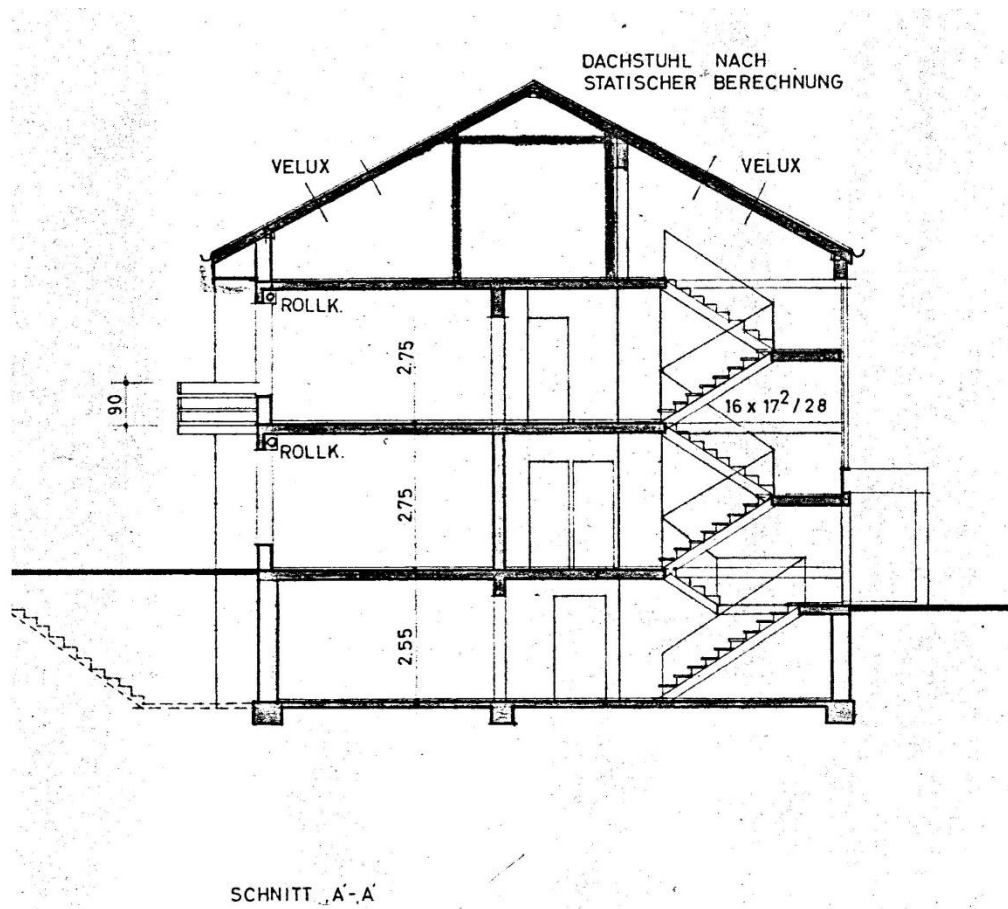 DACHSTUHL NACH
STATISCHER BERECHNUNG
VELUX
VELUX
ROLLK.
2.75
90
16 x 17² / 28
ROLLK.
2.75
2.55
SCHNITT A'-A'